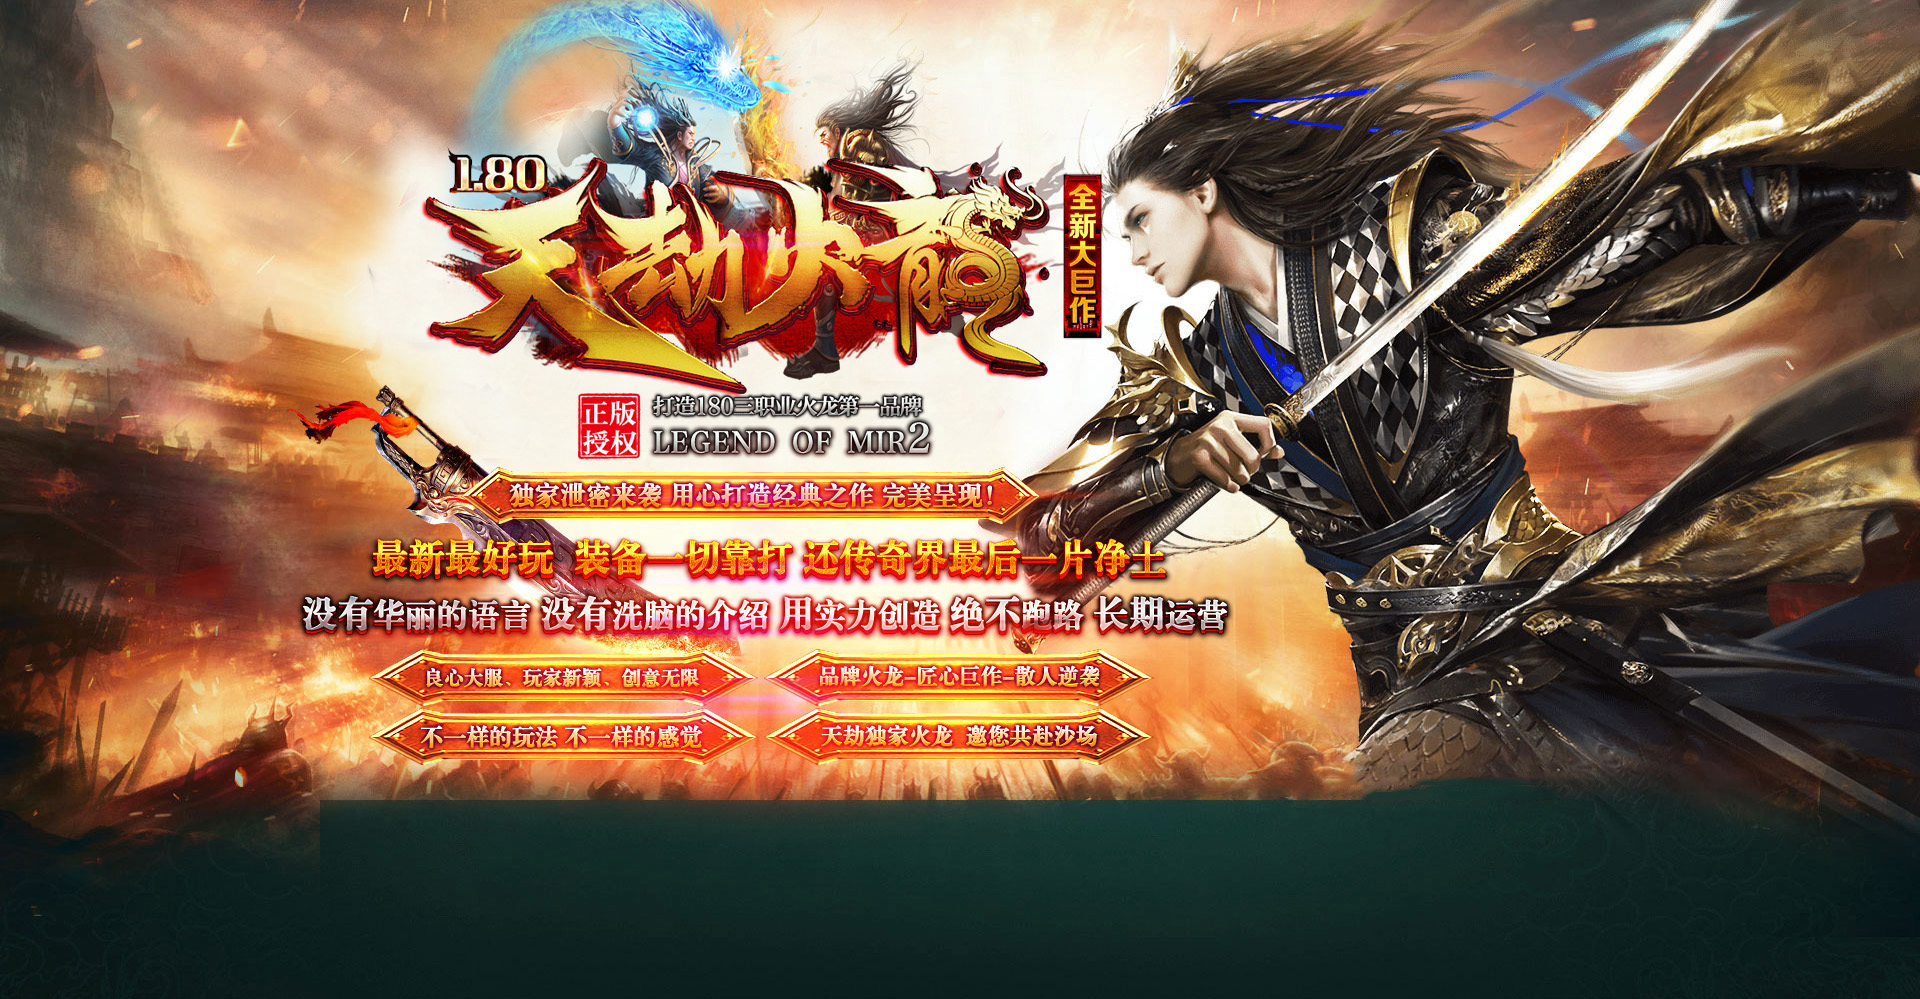 1.80
天劫火龍
全新大巨作
正版
授权
打造180三职业火龙第一品牌
LEGEND OF MIR2
独家泄密来袭 用心打造经典之作 完美呈现!
最新最好玩 装备一切靠打 还传奇界最后一片净土
没有华丽的语言 没有洗脑的介绍 用实力创造 绝不跑路 长期运营
良心大服、玩家新颖、创意无限
品牌火龙-匠心巨作-散人逆袭
不一样的玩法 不一样的感觉
天劫独家火龙 邀您共赴沙场